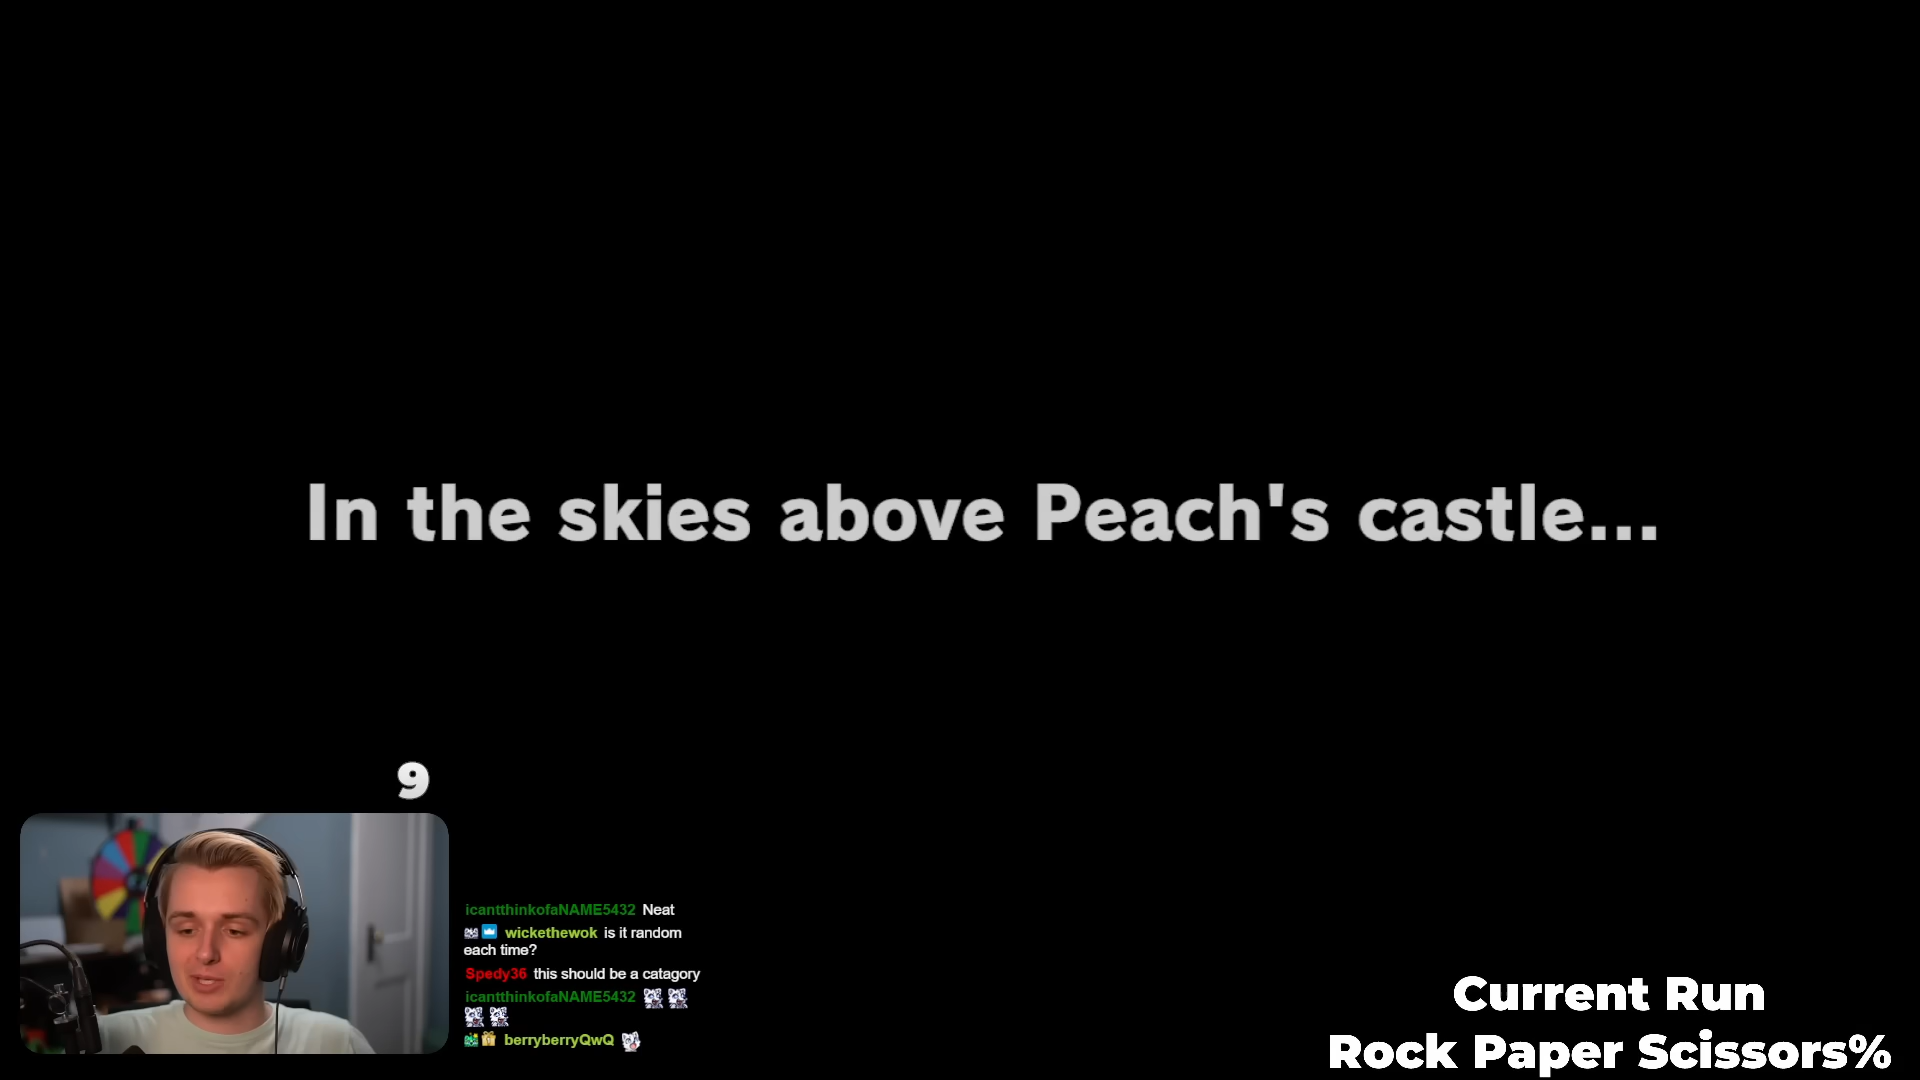 In the skies above Peach's castle...
9
icantthinkofaNAME5432 Neat
wickethewok is it random
each time?
Spedy36 this should be a catagory
icantthinkofaNAME5432
berryberryQwQ
Current Run
Rock Paper Scissors%